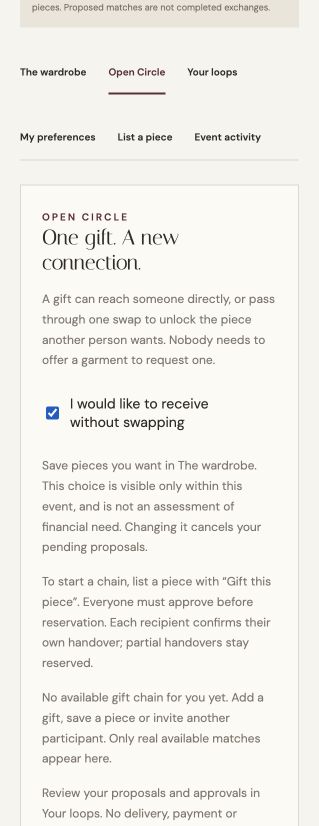 pieces. Proposed matches are not completed exchanges.
The wardrobe Open Circle Your loops
My preferences List a piece Event activity
OPEN CIRCLE
One gift. A new
connection.
A gift can reach someone directly, or pass
through one swap to unlock the piece
another person wants. Nobody needs to
offer a garment to request one.
I would like to receive
without swapping
Save pieces you want in The wardrobe.
This choice is visible only within this
event, and is not an assessment of
financial need. Changing it cancels your
pending proposals.
To start a chain, list a piece with “Gift this
piece”. Everyone must approve before
reservation. Each recipient confirms their
own handover; partial handovers stay
reserved.
No available gift chain for you yet. Add a
gift, save a piece or invite another
participant. Only real available matches
appear here.
Review your proposals and approvals in
Your loops. No delivery, payment or